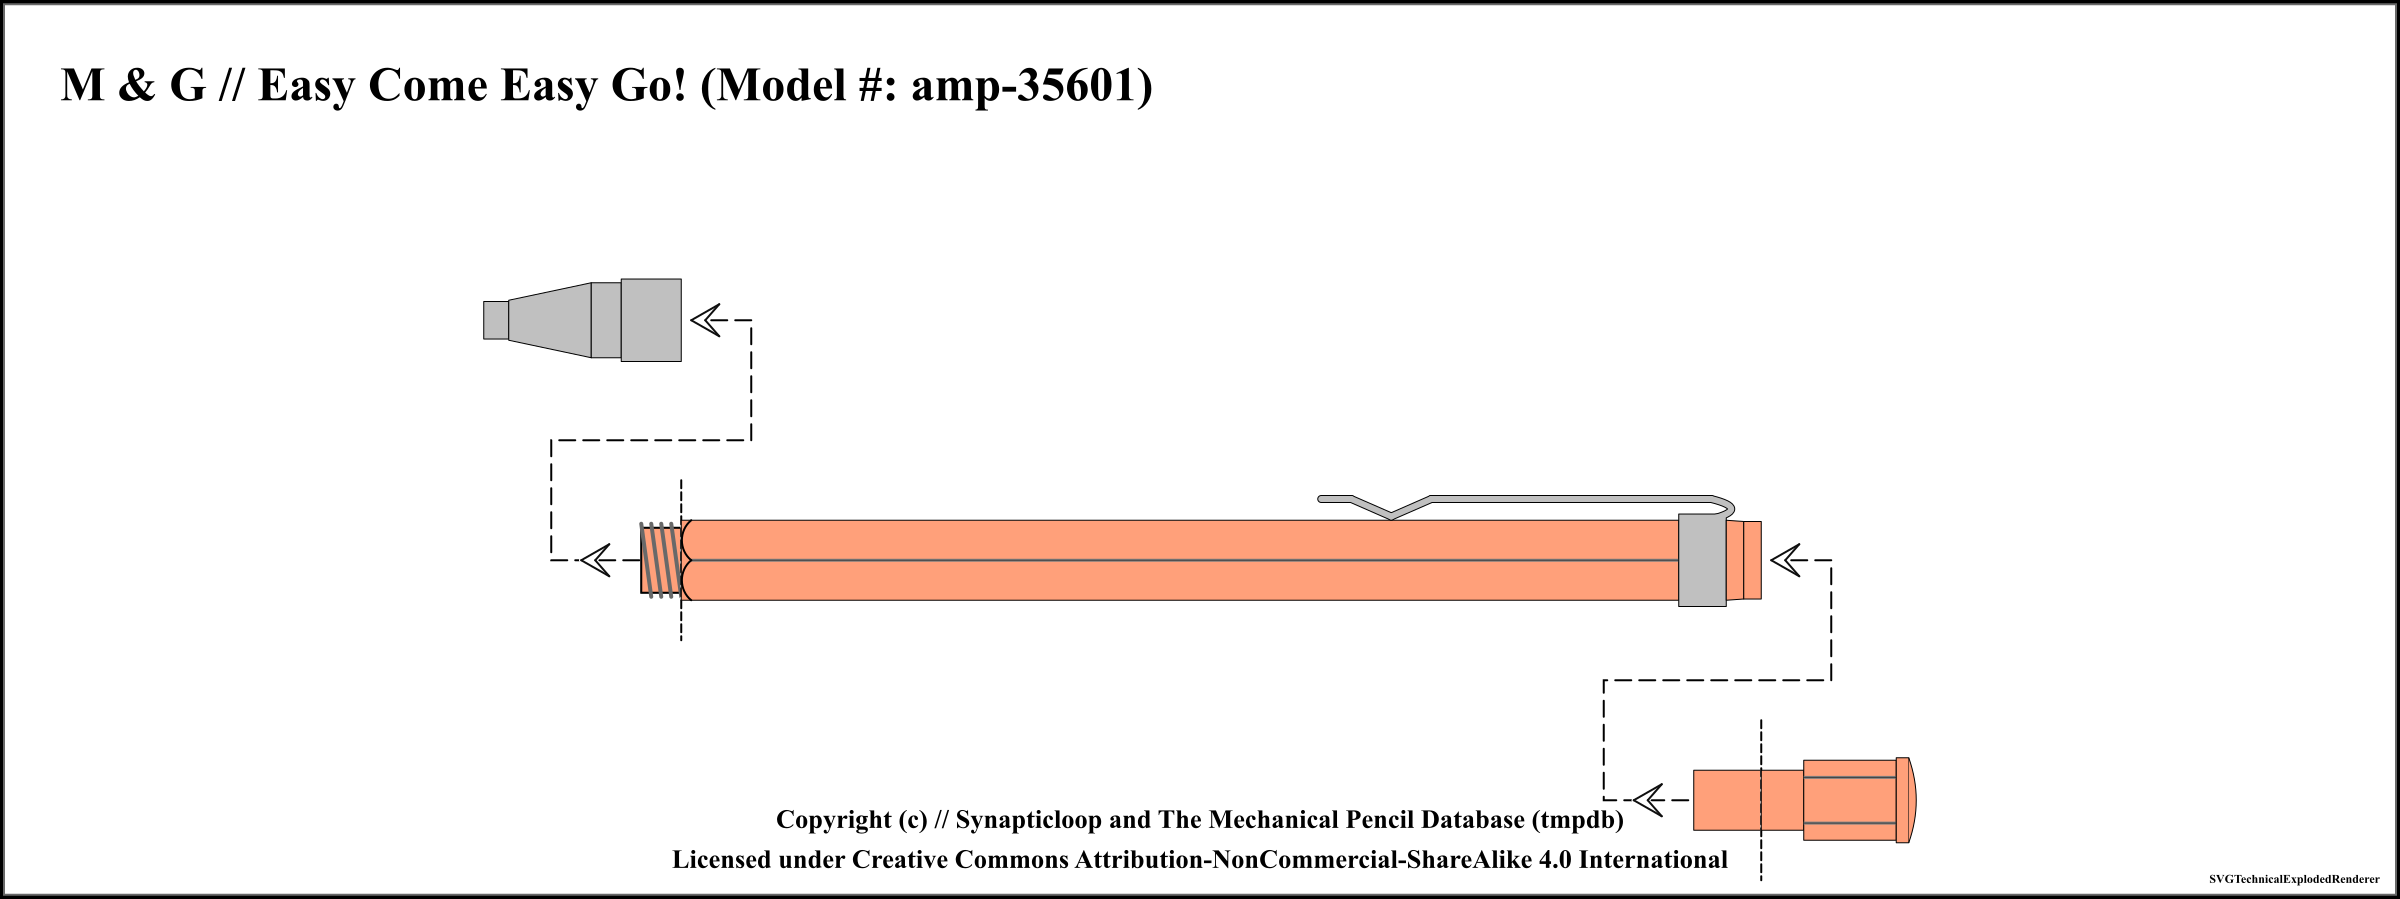 M & G // Easy Come Easy Go! (Model #: amp-35601)
Copyright (c) // Synapticloop and The Mechanical Pencil Database (tmpdb)
Licensed under Creative Commons Attribution-NonCommercial-ShareAlike 4.0 International
SVGTechnicalExplodedRenderer